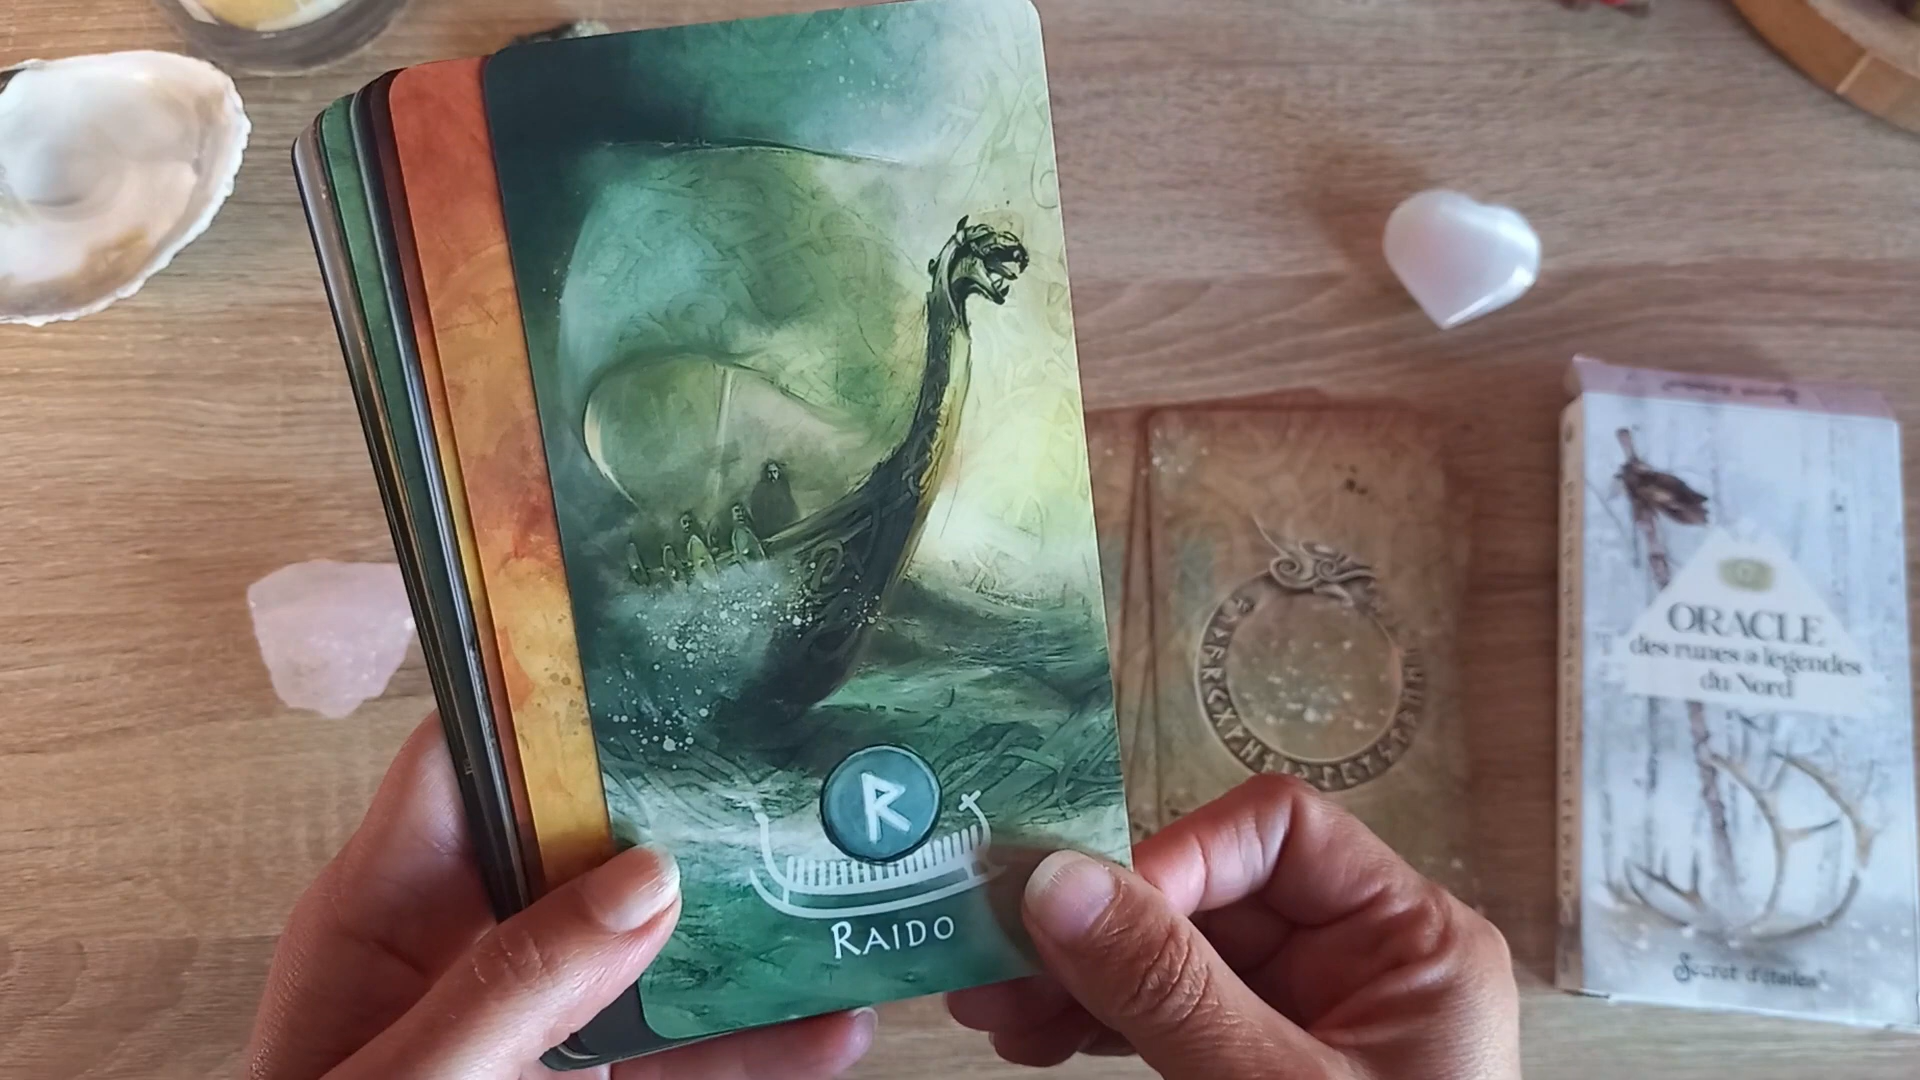 R
RAIDO
ORACLE
des runes & légendes
du Nord
Secret d'étoiles